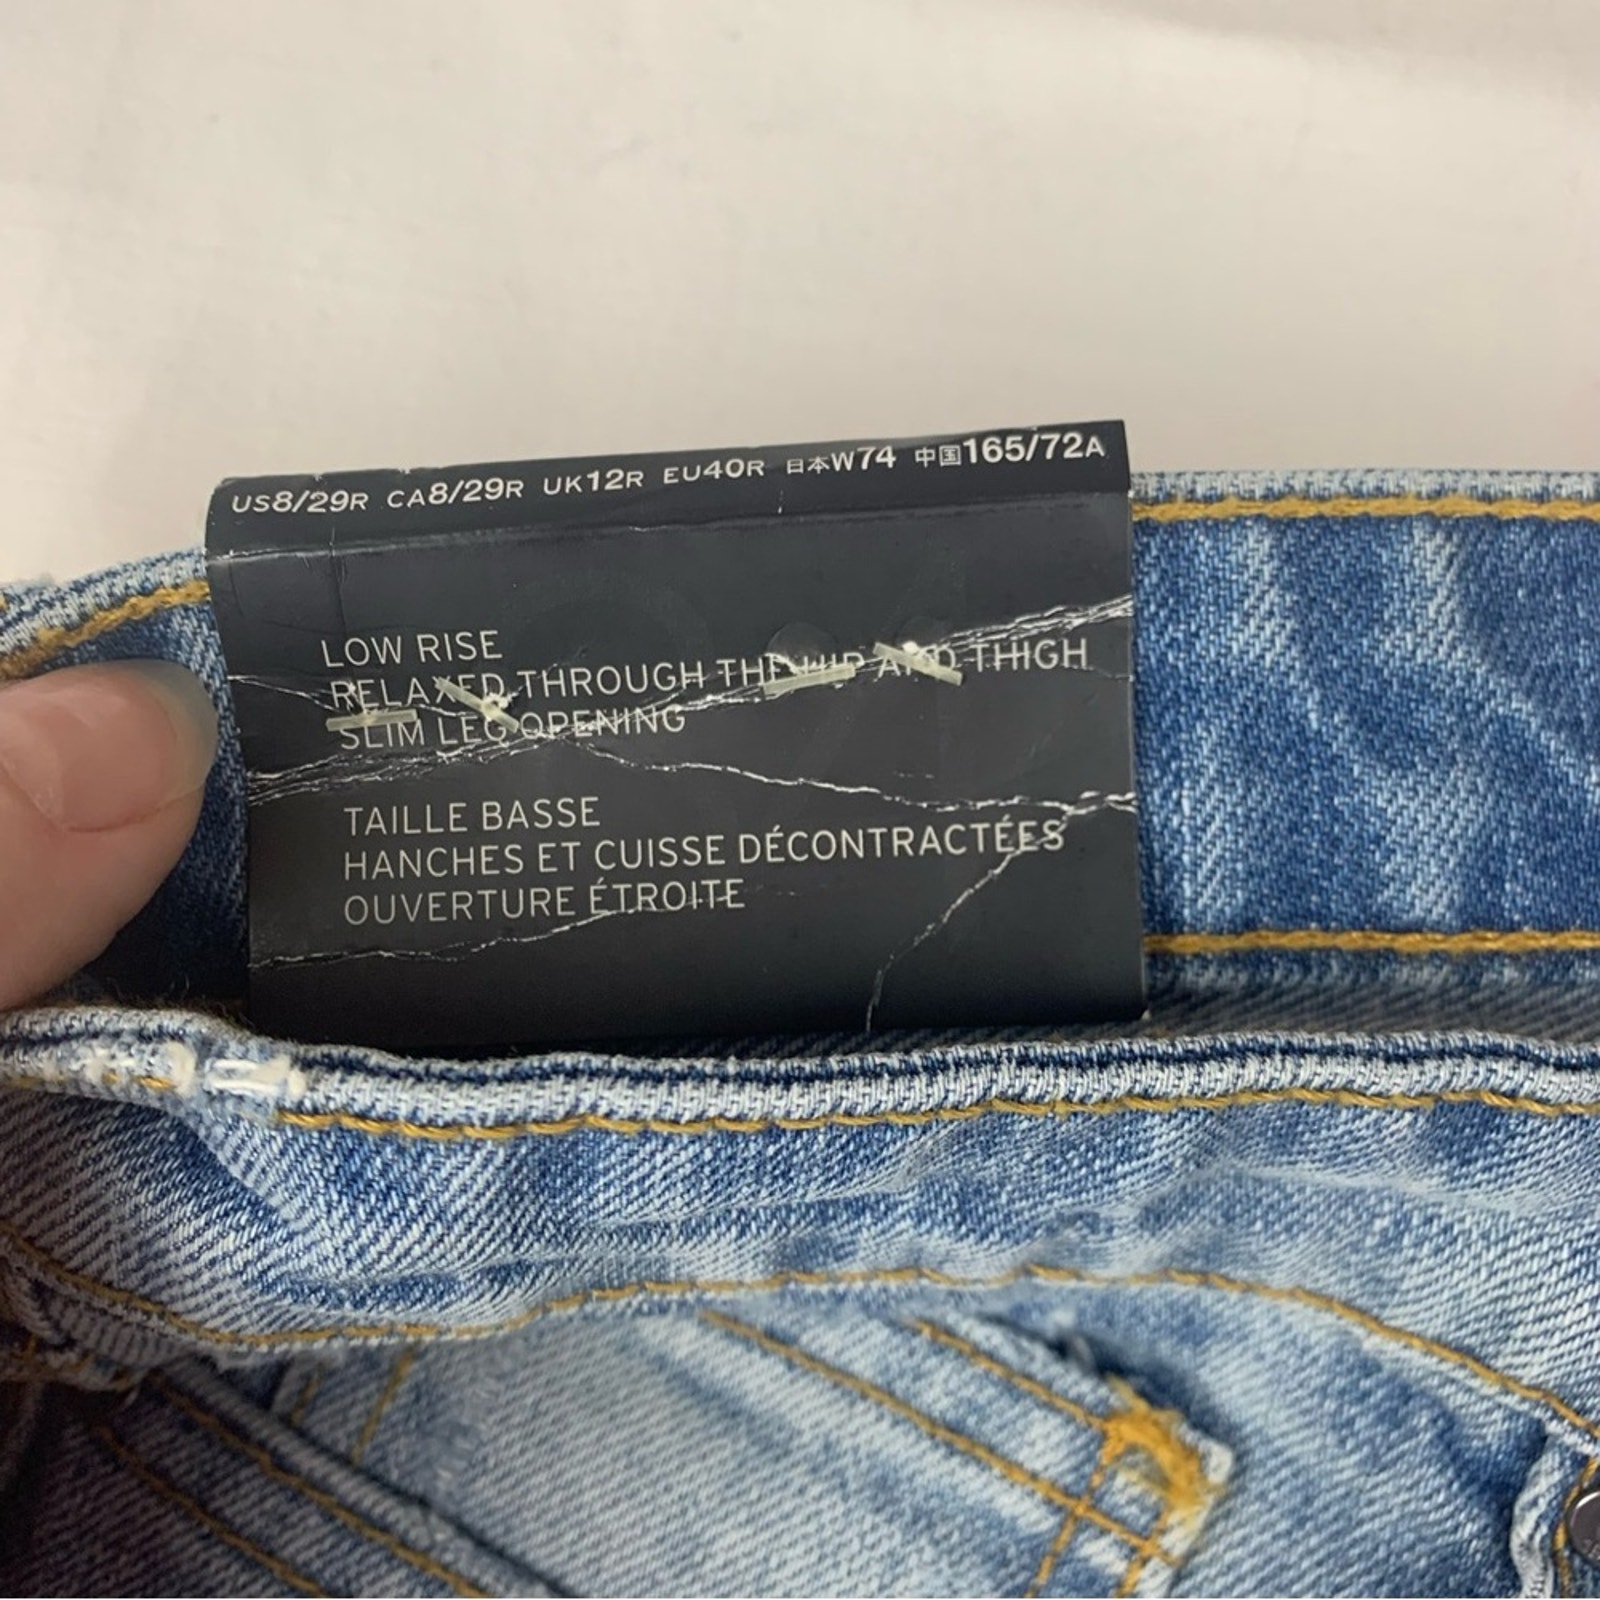 US8/29R CA8/29R UK12R EU40R 日本W74 中国165/72A
LOW RISE
RELAXED THROUGH THE HIP AND THIGH
SLIM LEG OPENING
TAILLE BASSE
HANCHES ET CUISSE DÉCONTRACTÉES
OUVERTURE ÉTROITE